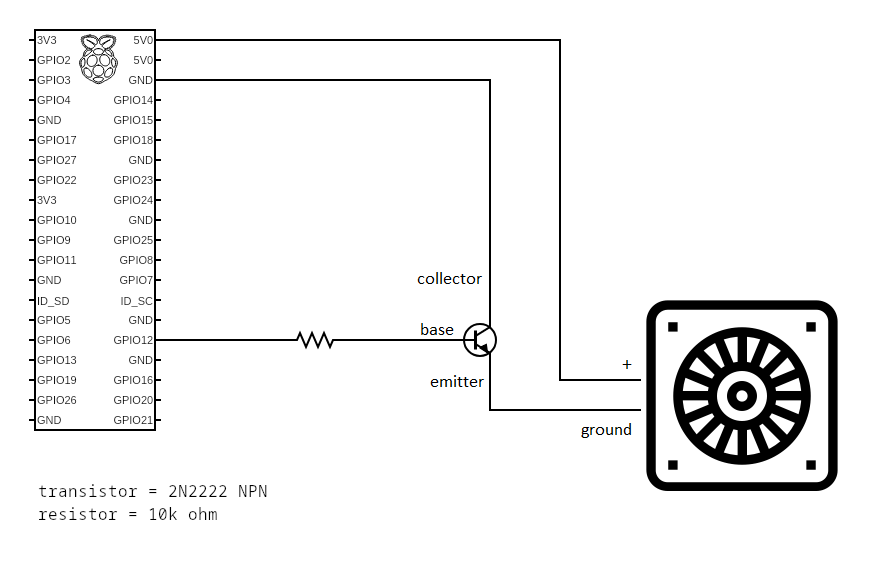 3V3 5V0
GPIO2 5V0
GPIO3 GND
GPIO4 GPIO14
GND GPIO15
GPIO17 GPIO18
GPIO27 GND
GPIO22 GPIO23
3V3 GPIO24
GPIO10 GND
GPIO9 GPIO25
GPIO11 GPIO8
GND GPIO7
ID_SD ID_SC
GPIO5 GND
GPIO6 GPIO12
GPIO13 GND
GPIO19 GPIO16
GPIO26 GPIO20
GND GPIO21
collector
base
emitter
+
ground
transistor = 2N2222 NPN
resistor = 10k ohm